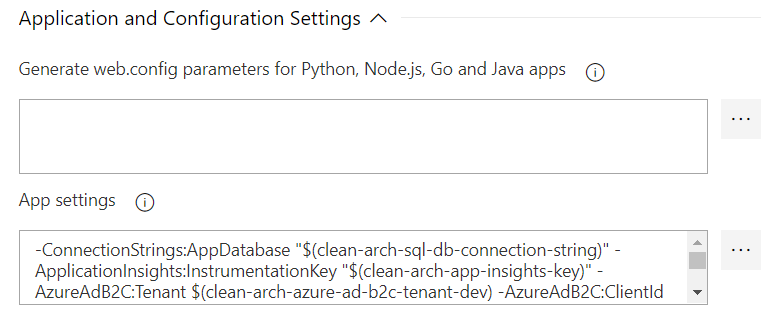 Application and Configuration Settings
Generate web.config parameters for Python, Node.js, Go and Java apps
App settings
-ConnectionStrings:AppDatabase "$(clean-arch-sql-db-connection-string)" -
ApplicationInsights:InstrumentationKey "$(clean-arch-app-insights-key)" -
AzureAdB2C:Tenant $(clean-arch-azure-ad-b2c-tenant-dev) -AzureAdB2C:ClientId